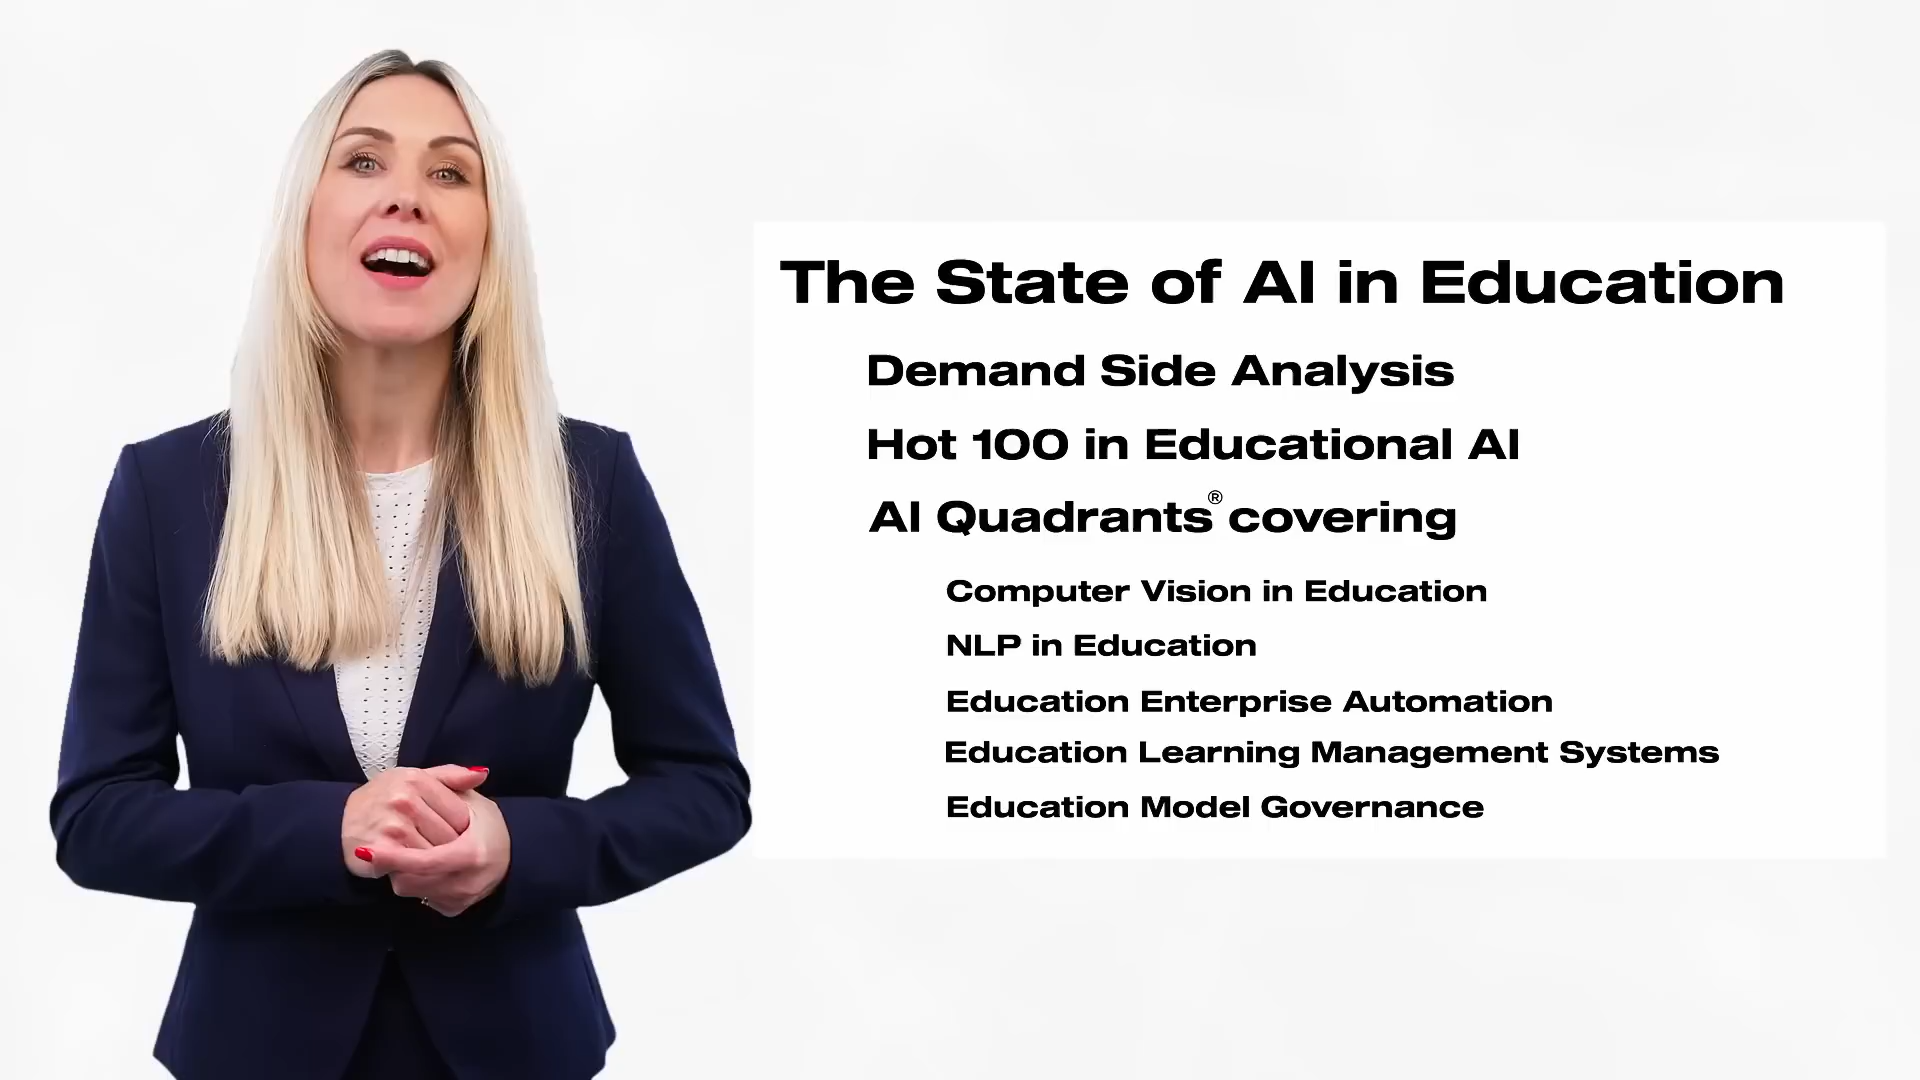 The State of AI in Education
Demand Side Analysis
Hot 100 in Educational AI
AI Quadrants® covering
Computer Vision in Education
NLP in Education
Education Enterprise Automation
Education Learning Management Systems
Education Model Governance